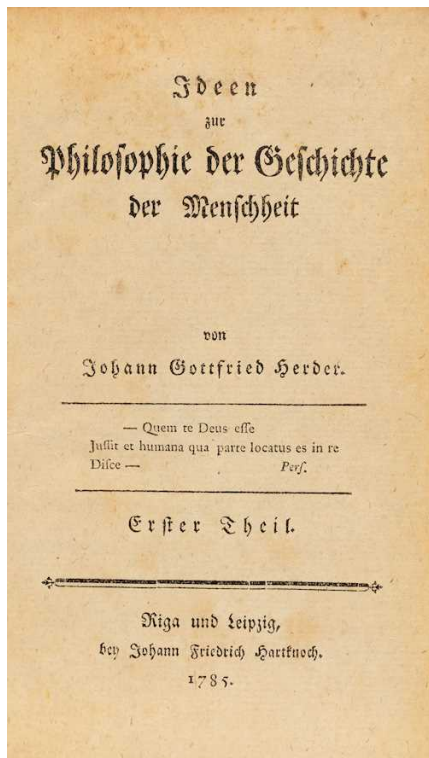 Ideen
zur
Philoſophie der Geſchichte
der Menſchheit
von
Johann Gottfried Herder.
— Quem te Deus eſſe
Juſſit et humana qua parte locatus es in re
Diſce — Perſ.
Erſter Theil.
Riga und Leipzig,
bey Johann Friedrich Hartknoch.
1785.